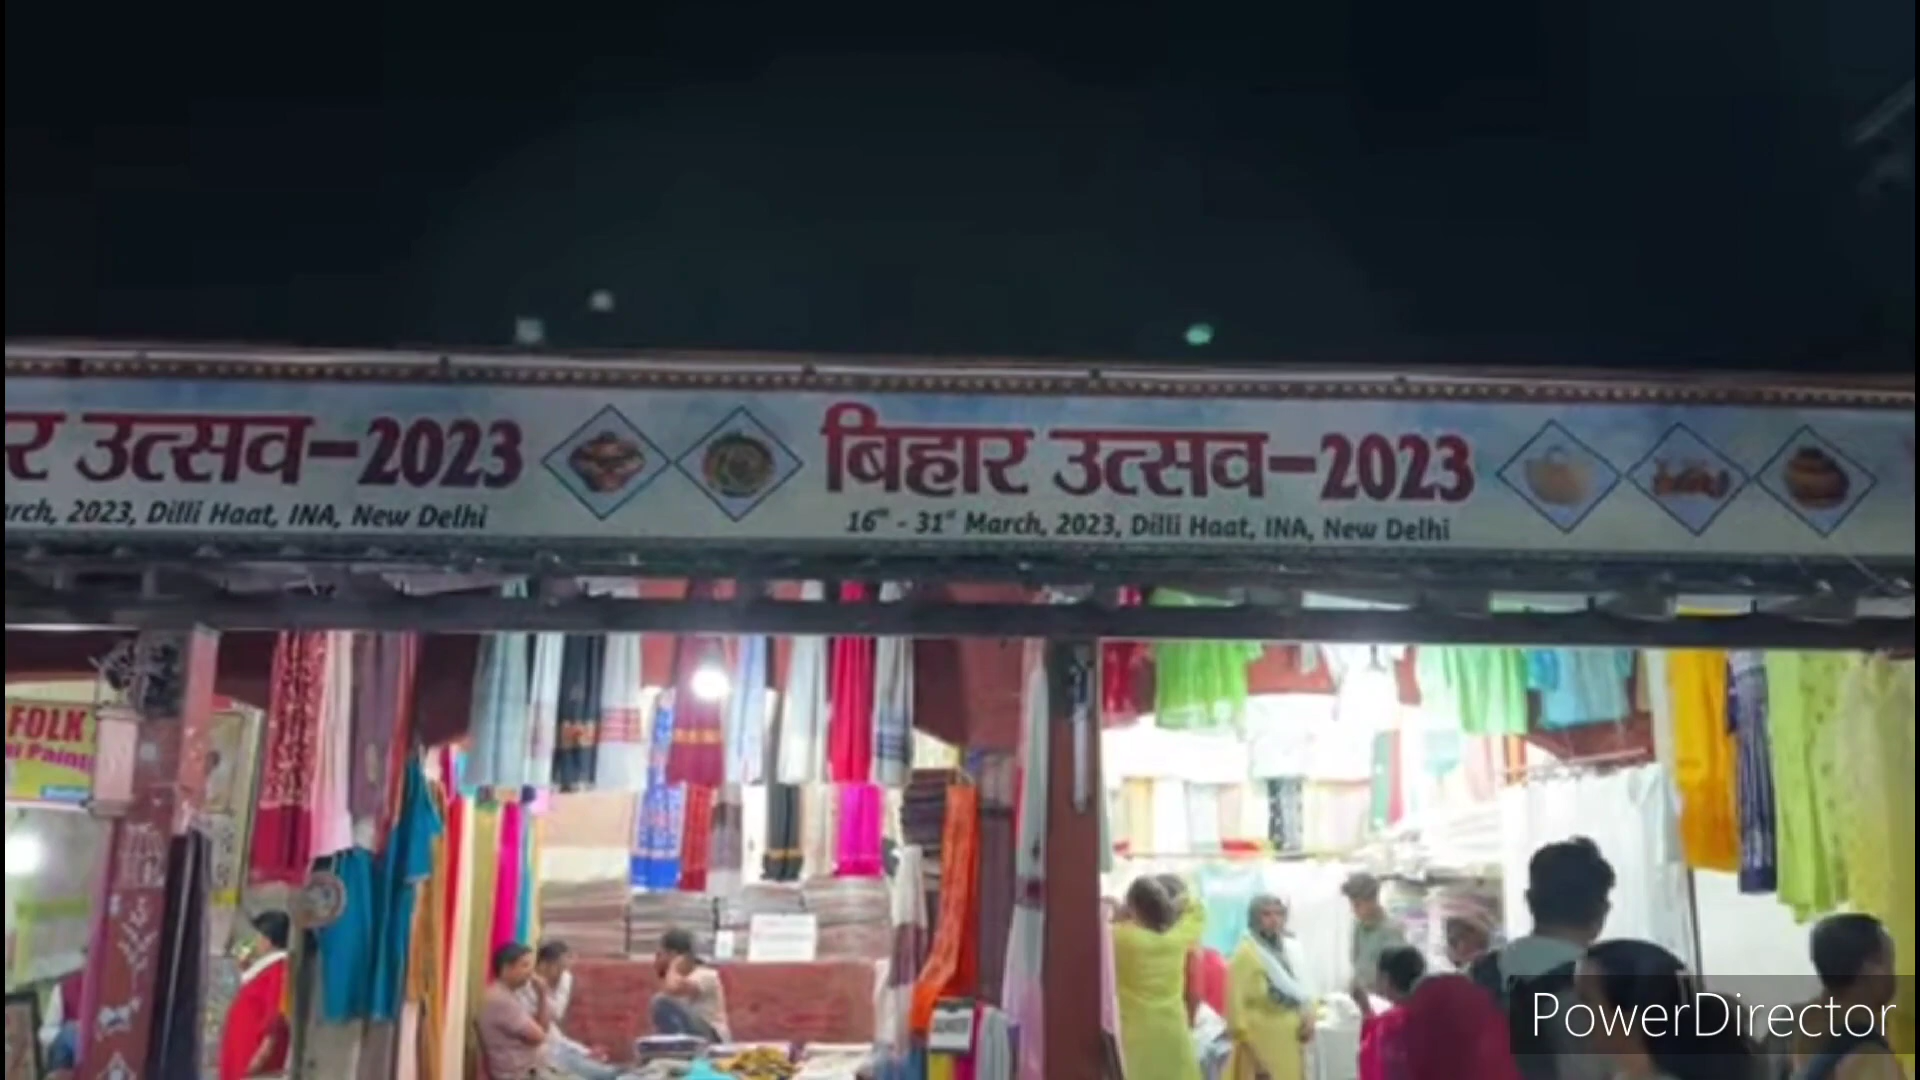 र उत्सव-2023
rch, 2023, Dilli Haat, INA, New Delhi
बिहार उत्सव-2023
16th - 31st March, 2023, Dilli Haat, INA, New Delhi
FOLK
PowerDirector